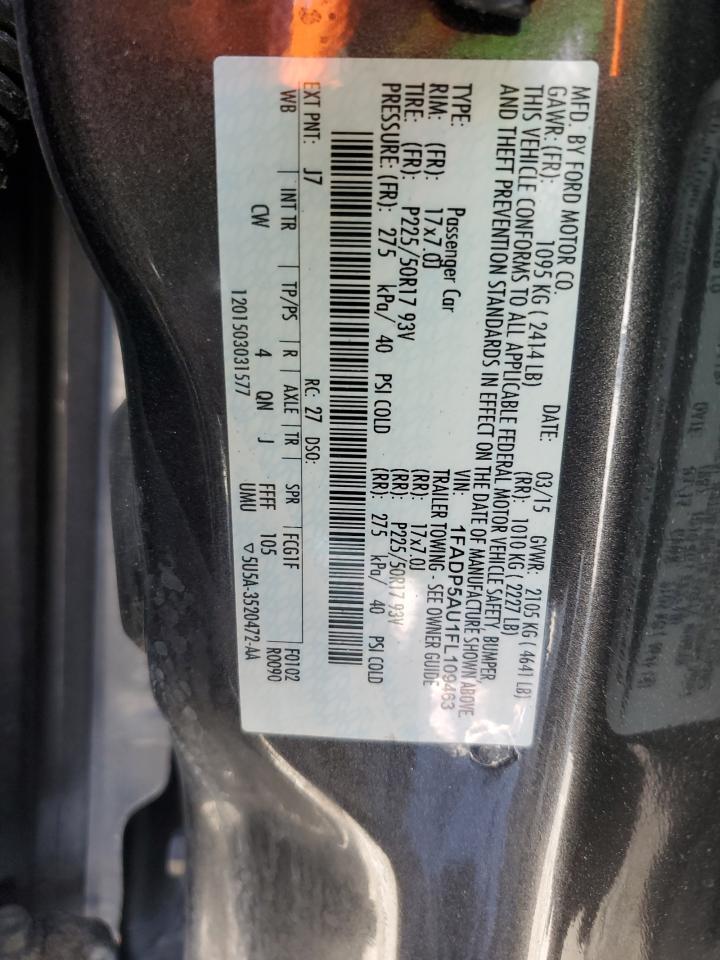 MFD. BY FORD MOTOR CO.
DATE: 03/15 GVWR: 2105 KG ( 4641 LB)
GAWR: (FR): 1095 KG ( 2414 LB) (RR): 1010 KG ( 2227 LB)
THIS VEHICLE CONFORMS TO ALL APPLICABLE FEDERAL MOTOR VEHICLE SAFETY, BUMPER,
AND THEFT PREVENTION STANDARDS IN EFFECT ON THE DATE OF MANUFACTURE SHOWN ABOVE
VIN: 1FADP5AU1FL109463
TYPE: Passenger Car TRAILER TOWING - SEE OWNER GUIDE
RIM: (FR): 17x7.0J (RR): 17x7.0J
TIRE: (FR): P225/50R17 93V (RR): P225/50R17 93V
PRESSURE: (FR): 275 kPa/ 40 PSI COLD (RR): 275 kPa/ 40 PSI COLD
EXT PNT: J7 RC: 27 DSO: F0102
WB INT TR TP/PS R AXLE TR SPR FCG1F R0090
CW 4 QN J FFFF 105
1201503031577 UMU ▽5U5A-3520472-AA